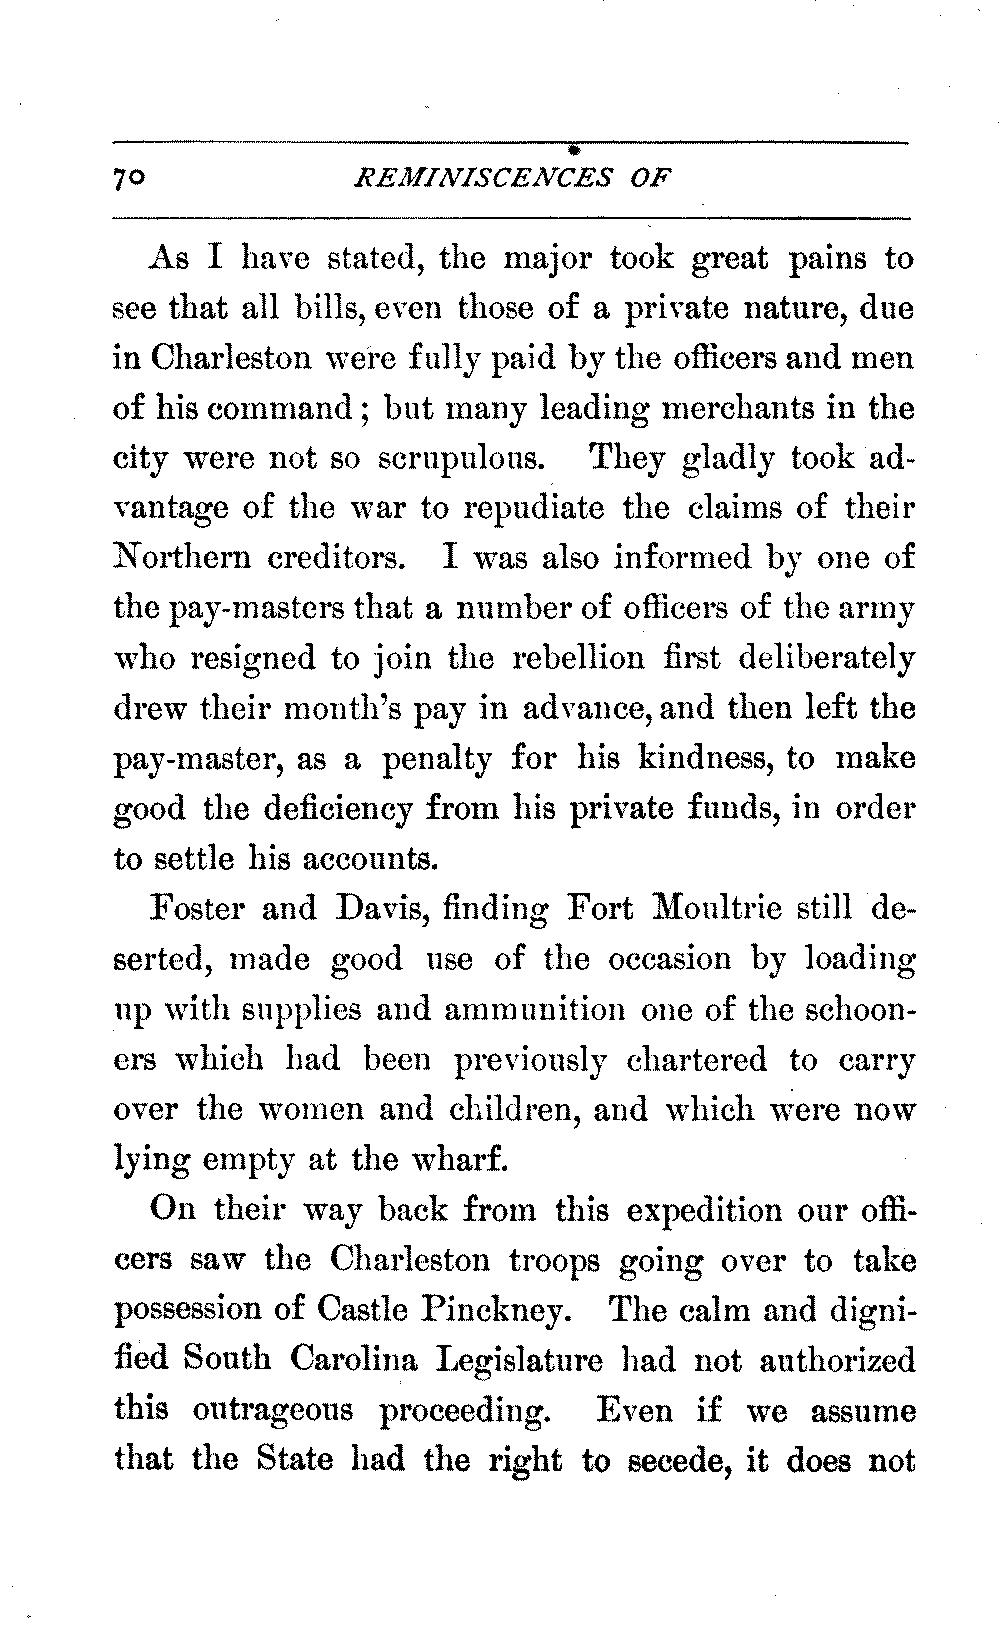 70 REMINISCENCES OF
As I have stated, the major took great pains to
see that all bills, even those of a private nature, due
in Charleston were fully paid by the officers and men
of his command; but many leading merchants in the
city were not so scrupulous. They gladly took ad-
vantage of the war to repudiate the claims of their
Northern creditors. I was also informed by one of
the pay-masters that a number of officers of the army
who resigned to join the rebellion first deliberately
drew their month's pay in advance, and then left the
pay-master, as a penalty for his kindness, to make
good the deficiency from his private funds, in order
to settle his accounts.
Foster and Davis, finding Fort Moultrie still de-
serted, made good use of the occasion by loading
up with supplies and ammunition one of the schoon-
ers which had been previously chartered to carry
over the women and children, and which were now
lying empty at the wharf.
On their way back from this expedition our offi-
cers saw the Charleston troops going over to take
possession of Castle Pinckney. The calm and digni-
fied South Carolina Legislature had not authorized
this outrageous proceeding. Even if we assume
that the State had the right to secede, it does not